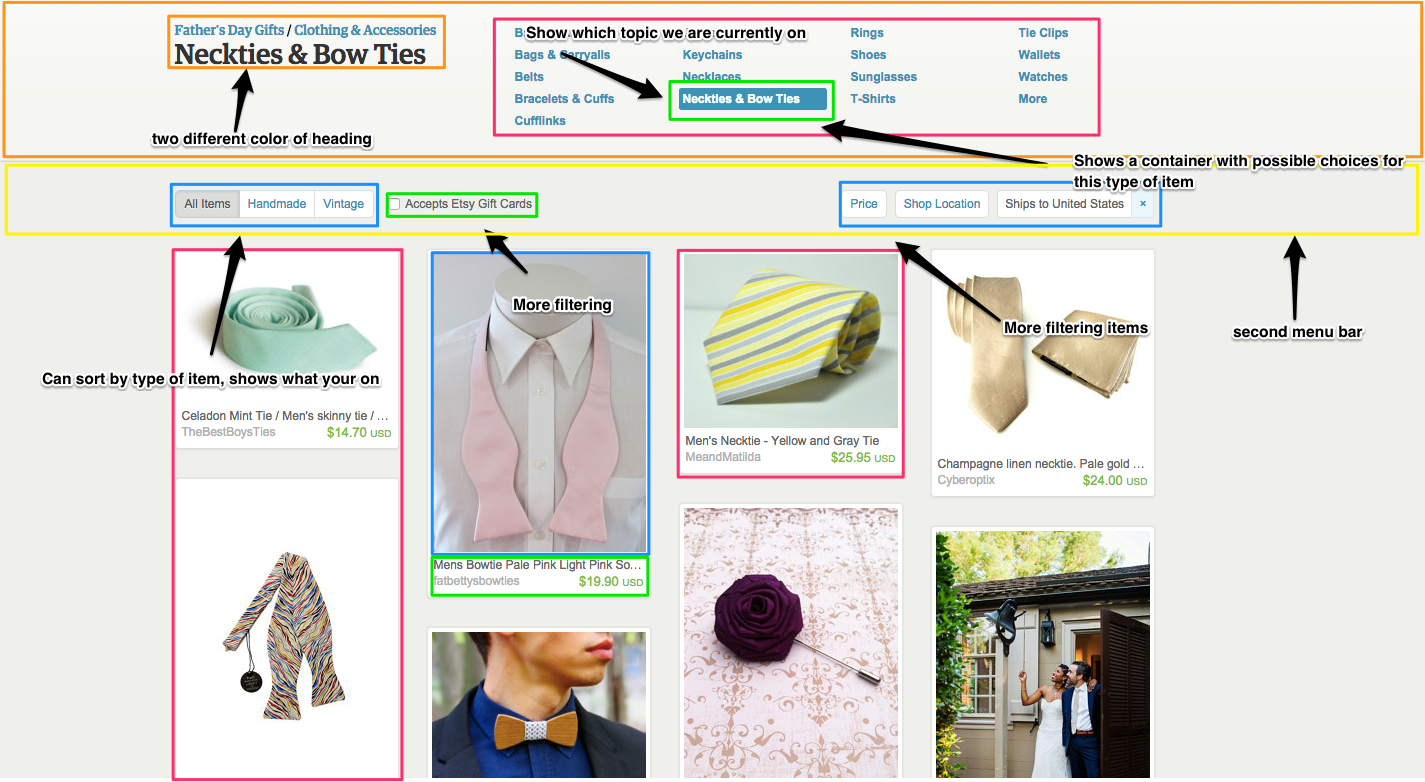 Father's Day Gifts / Clothing & Accessories
Neckties & Bow Ties
two different color of heading
Show which topic we are currently on
Rings
Tie Clips
Bags & Carryalls
Keychains
Shoes
Wallets
Belts
Necklaces
Sunglasses
Watches
Bracelets & Cuffs
Neckties & Bow Ties
T-Shirts
More
Cufflinks
Shows a container with possible choices for
this type of item
All Items
Handmade
Vintage
Accepts Etsy Gift Cards
Price
Shop Location
Ships to United States ×
More filtering
More filtering items
second menu bar
Can sort by type of item, shows what your on
Celadon Mint Tie / Men's skinny tie / ...
TheBestBoysTies $14.70 USD
Mens Bowtie Pale Pink Light Pink So...
fatbettysbowties $19.90 USD
Men's Necktie - Yellow and Gray Tie
MeandMatilda $25.95 USD
Champagne linen necktie. Pale gold ...
Cyberoptix $24.00 USD